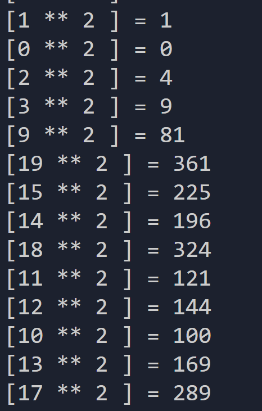 [1 ** 2 ] = 1
[0 ** 2 ] = 0
[2 ** 2 ] = 4
[3 ** 2 ] = 9
[9 ** 2 ] = 81
[19 ** 2 ] = 361
[15 ** 2 ] = 225
[14 ** 2 ] = 196
[18 ** 2 ] = 324
[11 ** 2 ] = 121
[12 ** 2 ] = 144
[10 ** 2 ] = 100
[13 ** 2 ] = 169
[17 ** 2 ] = 289